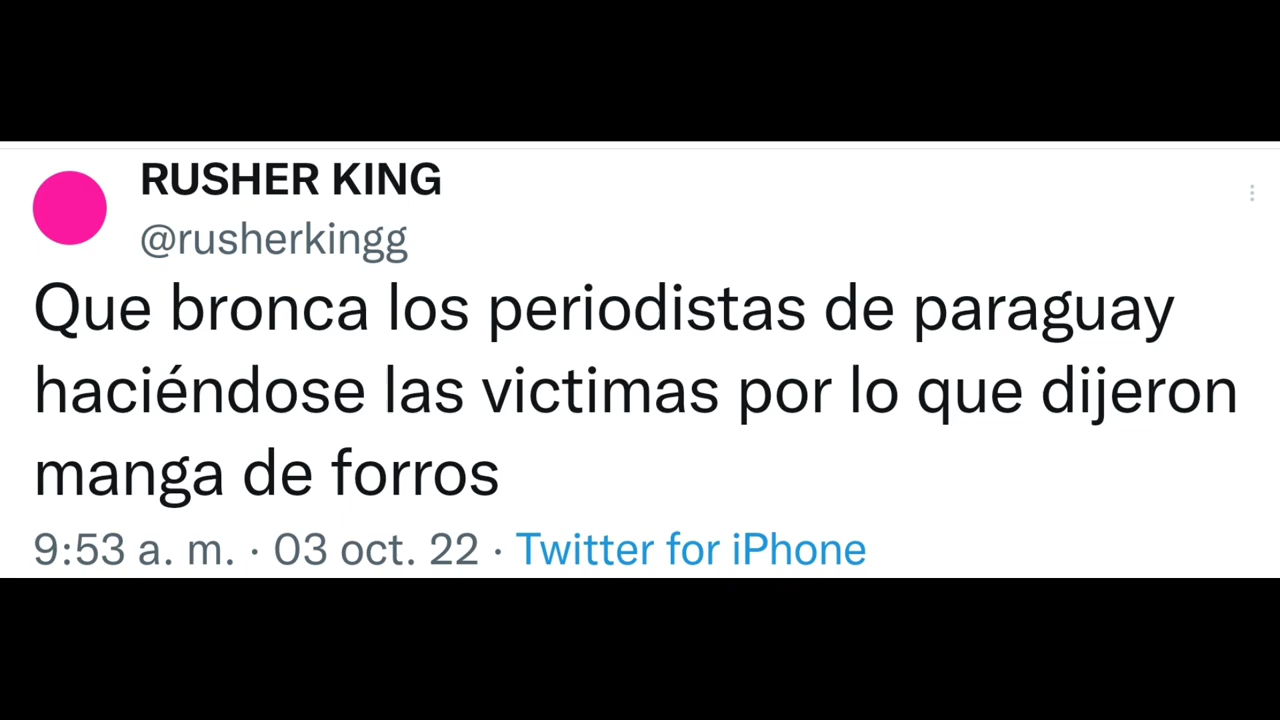 RUSHER KING
@rusherkingg
Que bronca los periodistas de paraguay
haciéndose las victimas por lo que dijeron
manga de forros
9:53 a. m. · 03 oct. 22 · Twitter for iPhone